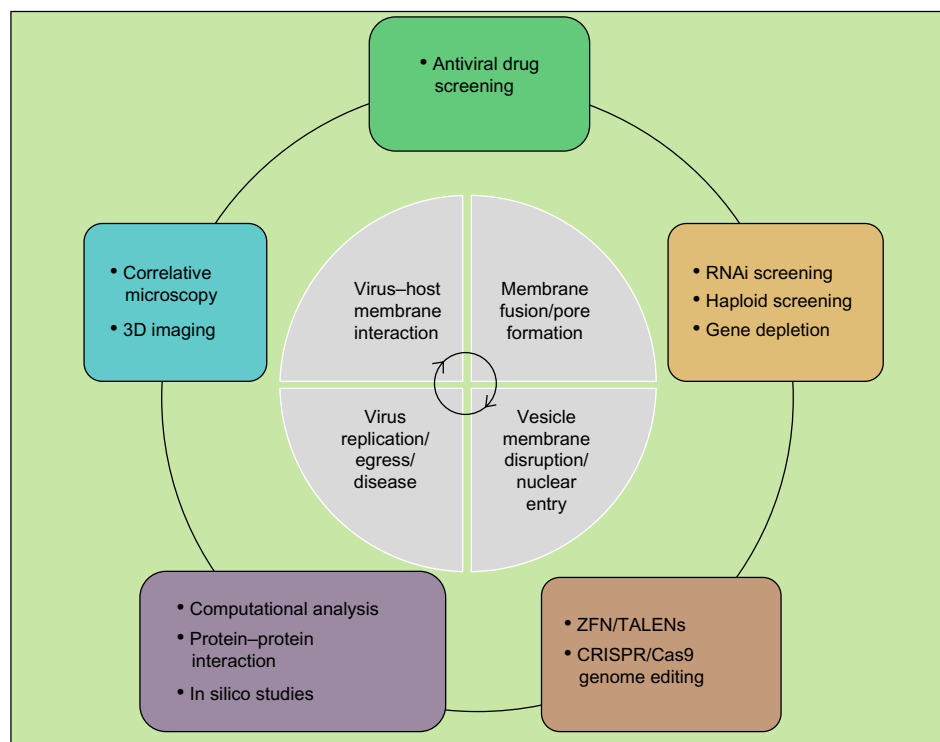 • Antiviral drug
screening
• Correlative
microscopy
• 3D imaging
Virus–host
membrane
interaction
Membrane
fusion/pore
formation
• RNAi screening
• Haploid screening
• Gene depletion
Virus
replication/
egress/
disease
Vesicle
membrane
disruption/
nuclear
entry
• Computational analysis
• Protein–protein
interaction
• In silico studies
• ZFN/TALENs
• CRISPR/Cas9
genome editing